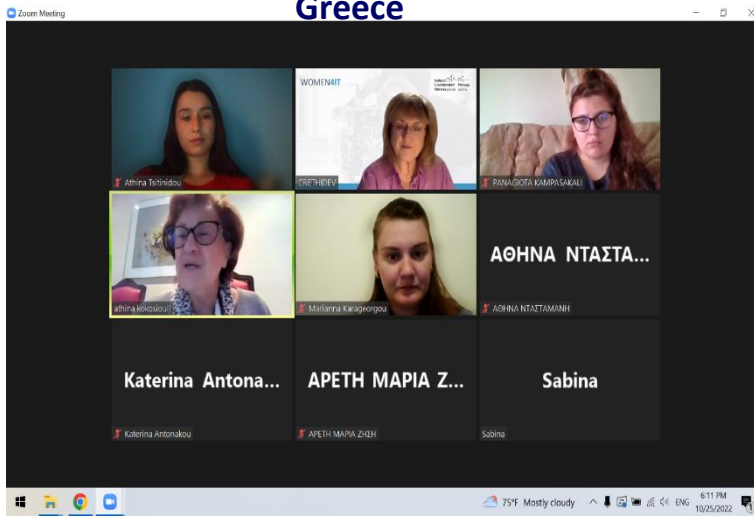 Greece
Zoom Meeting
WOMEN4IT
Athina Tsitinidou
CRETHIDEV
PANAGIOTA KAMPASAKALI
athina kokosiouli
Marianna Karageorgou
ΑΘΗΝΑ ΝΤΑΣΤΑ...
ΑΘΗΝΑ ΝΤΑΣΤΑΜΑΝΗ
Katerina Antona...
Katerina Antonakou
ΑΡΕΤΗ ΜΑΡΙΑ Ζ...
ΑΡΕΤΗ ΜΑΡΙΑ ΖΗΣΗ
Sabina
Sabina
75°F Mostly cloudy
ENG
6:11 PM
10/25/2022